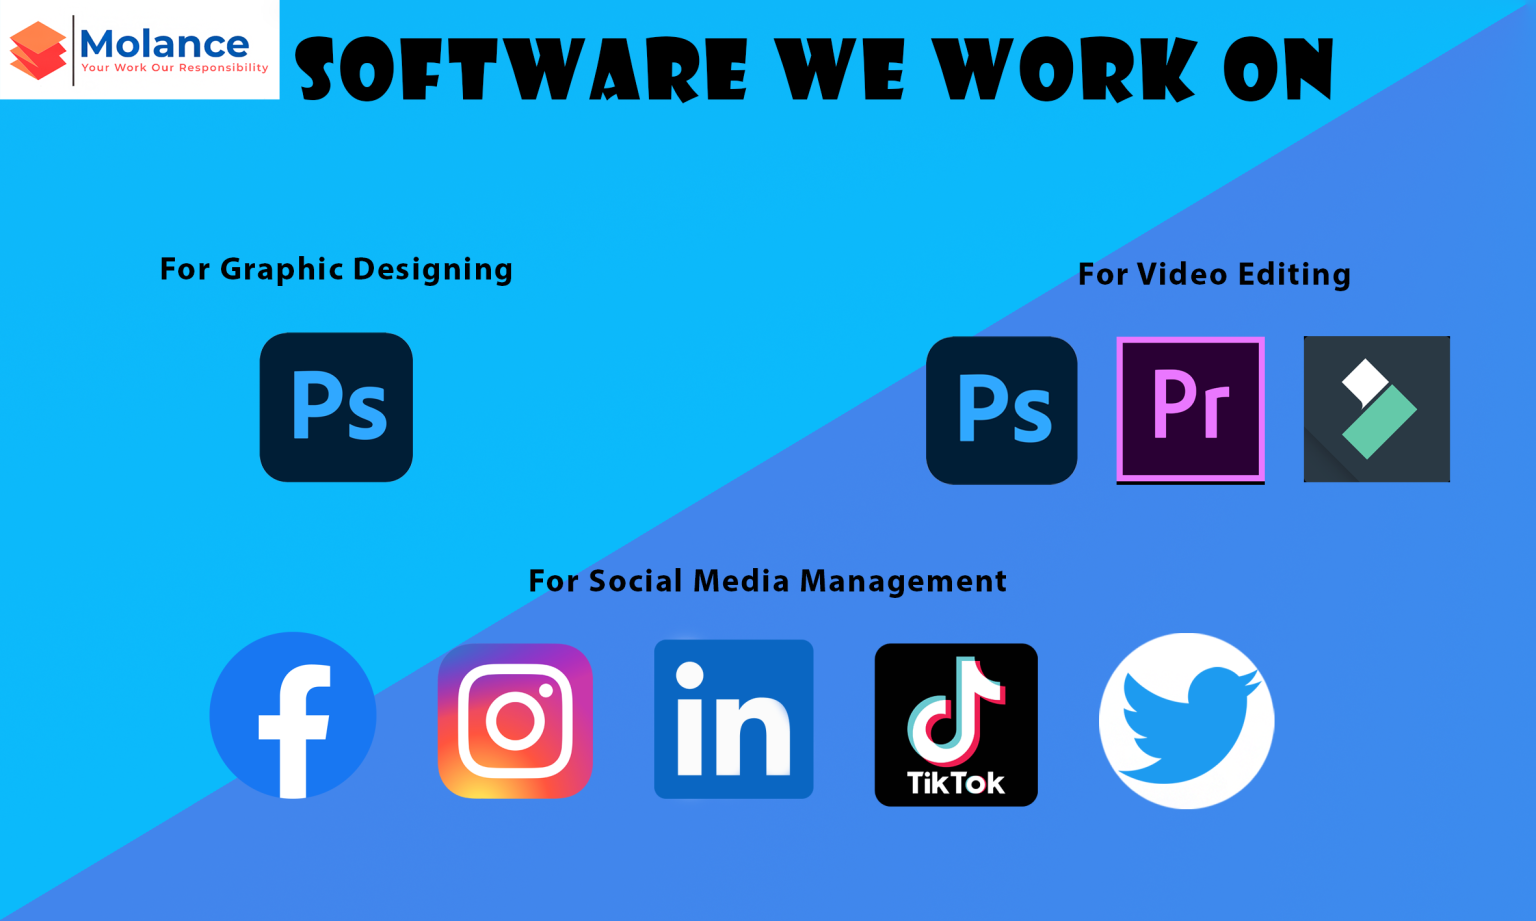 Molance
Your Work Our Responsibility
SOFTWARE WE WORK ON
For Graphic Designing
For Video Editing
Ps
Ps
Pr
For Social Media Management
f
in
TikTok